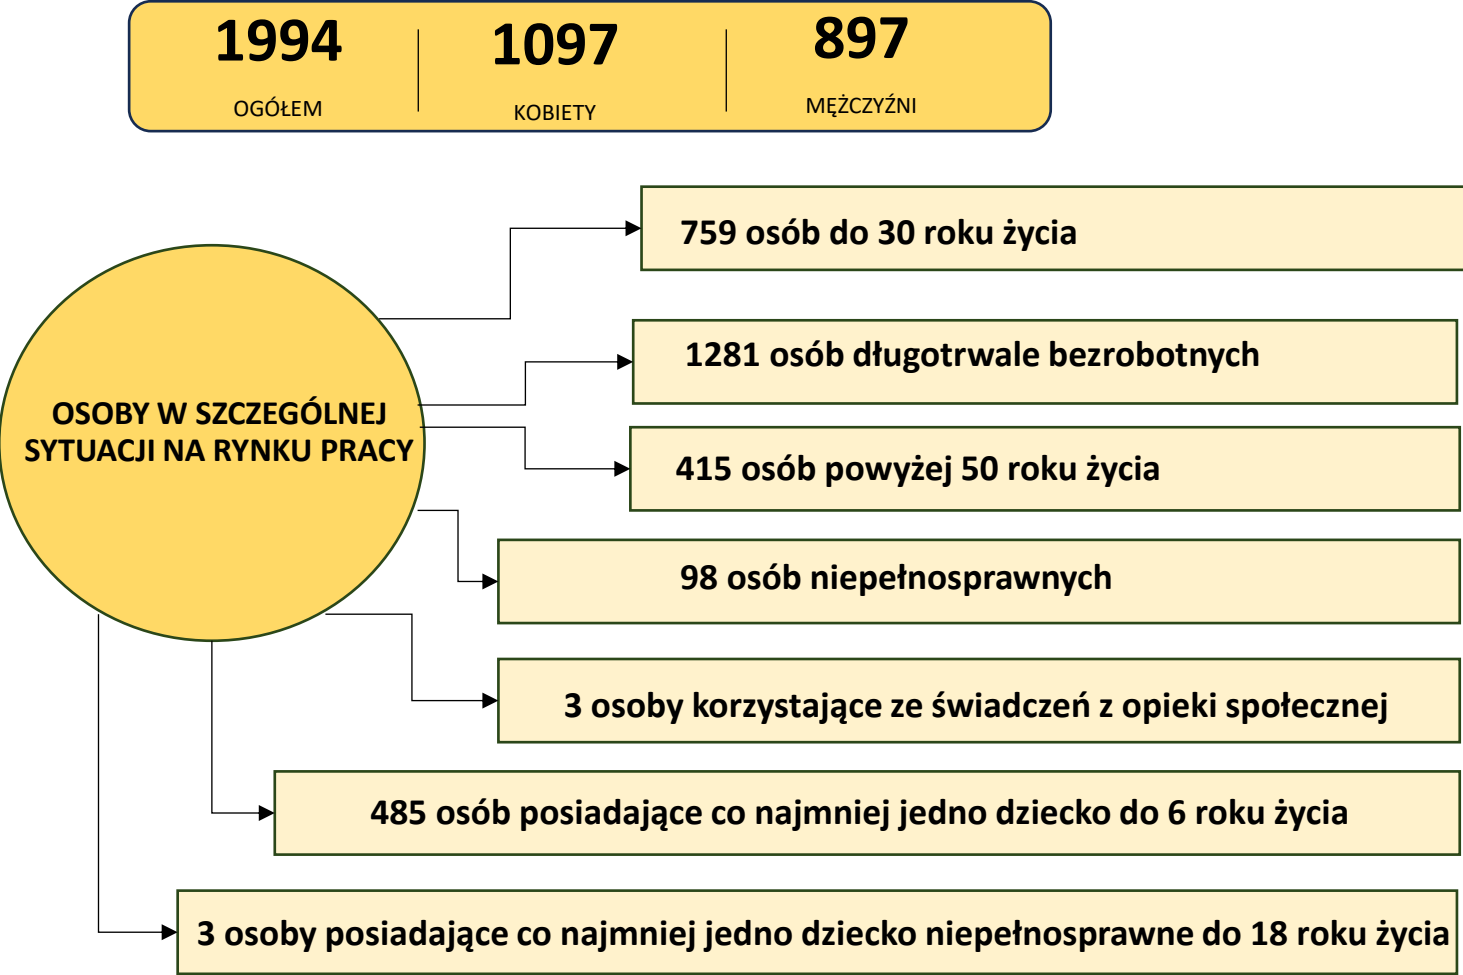 1994
OGÓŁEM
1097
KOBIETY
897
MĘŻCZYŹNI
OSOBY W SZCZEGÓLNEJ
SYTUACJI NA RYNKU PRACY
759 osób do 30 roku życia
1281 osób długotrwale bezrobotnych
415 osób powyżej 50 roku życia
98 osób niepełnosprawnych
3 osoby korzystające ze świadczeń z opieki społecznej
485 osób posiadające co najmniej jedno dziecko do 6 roku życia
3 osoby posiadające co najmniej jedno dziecko niepełnosprawne do 18 roku życia